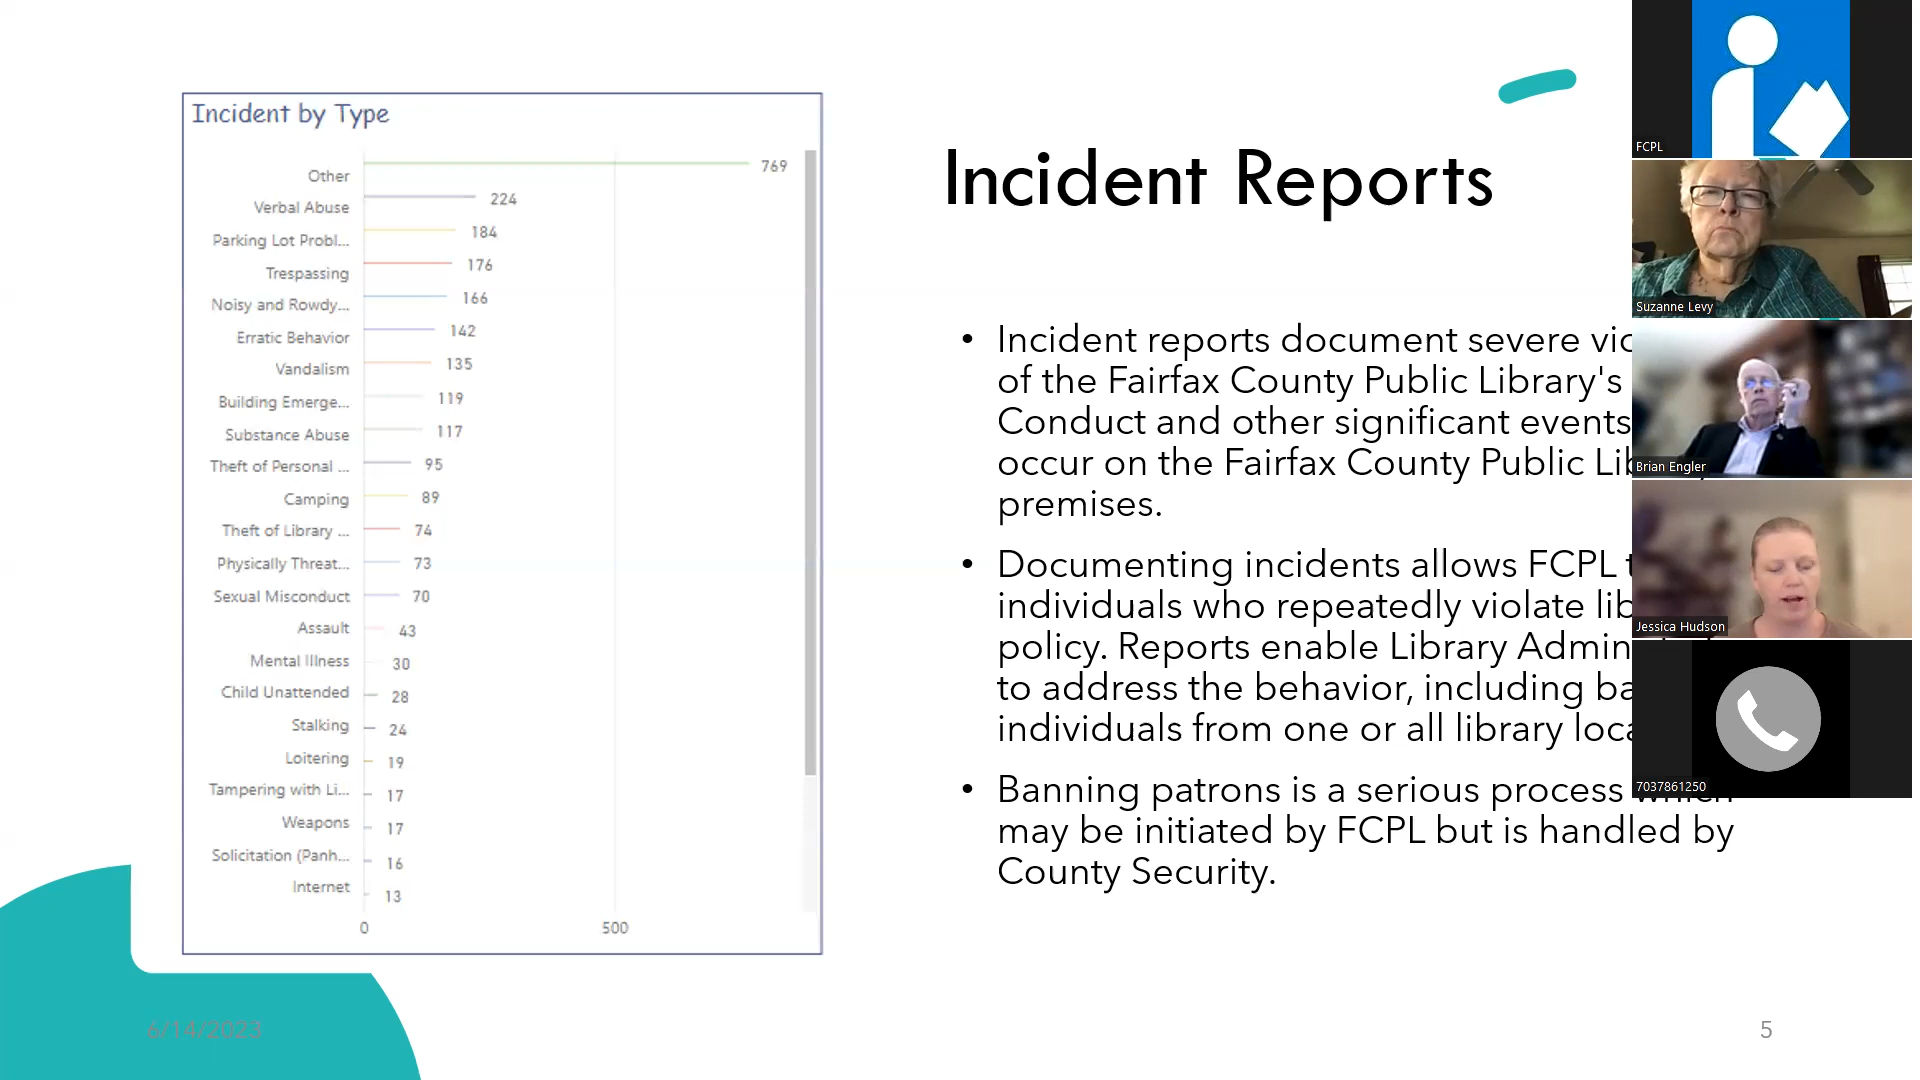 Incident by Type
Other 769
Verbal Abuse 224
Parking Lot Probl... 184
Trespassing 176
Noisy and Rowdy... 166
Erratic Behavior 142
Vandalism 135
Building Emerge... 119
Substance Abuse 117
Theft of Personal ... 95
Camping 89
Theft of Library ... 74
Physically Threat... 73
Sexual Misconduct 70
Assault 43
Mental Illness 30
Child Unattended 28
Stalking 24
Loitering 19
Tampering with Li... 17
Weapons 17
Solicitation (Panh... 16
Internet 13
0 500
Incident Reports
• Incident reports document severe
of the Fairfax County Public Library's
Conduct and other significant events
occur on the Fairfax County Public
premises.
• Documenting incidents allows FCPL
individuals who repeatedly violate
policy. Reports enable Library
to address the behavior, including
individuals from one or all library
• Banning patrons is a serious process which
may be initiated by FCPL but is handled by
County Security.
6/14/2023
5
FCPL
Suzanne Levy
Brian Engler
Jessica Hudson
7037861250